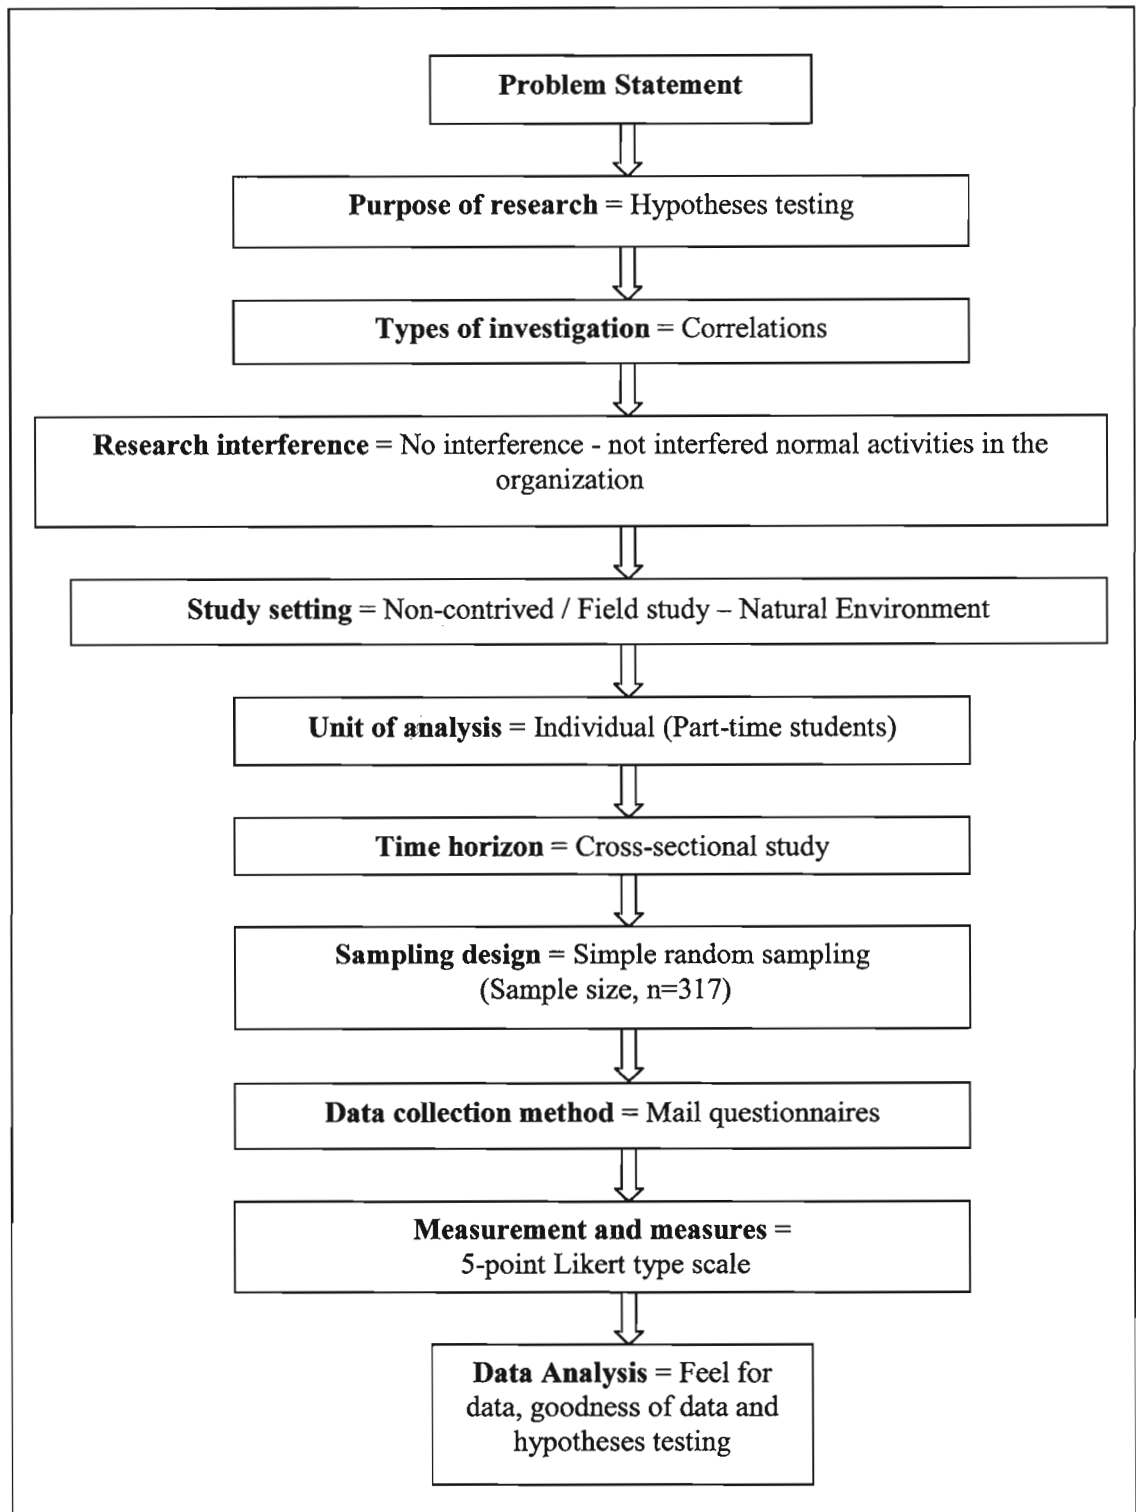 Problem Statement
Purpose of research = Hypotheses testing
Types of investigation = Correlations
Research interference = No interference - not interfered normal activities in the
organization
Study setting = Non-contrived / Field study – Natural Environment
Unit of analysis = Individual (Part-time students)
Time horizon = Cross-sectional study
Sampling design = Simple random sampling
(Sample size, n=317)
Data collection method = Mail questionnaires
Measurement and measures =
5-point Likert type scale
Data Analysis = Feel for
data, goodness of data and
hypotheses testing